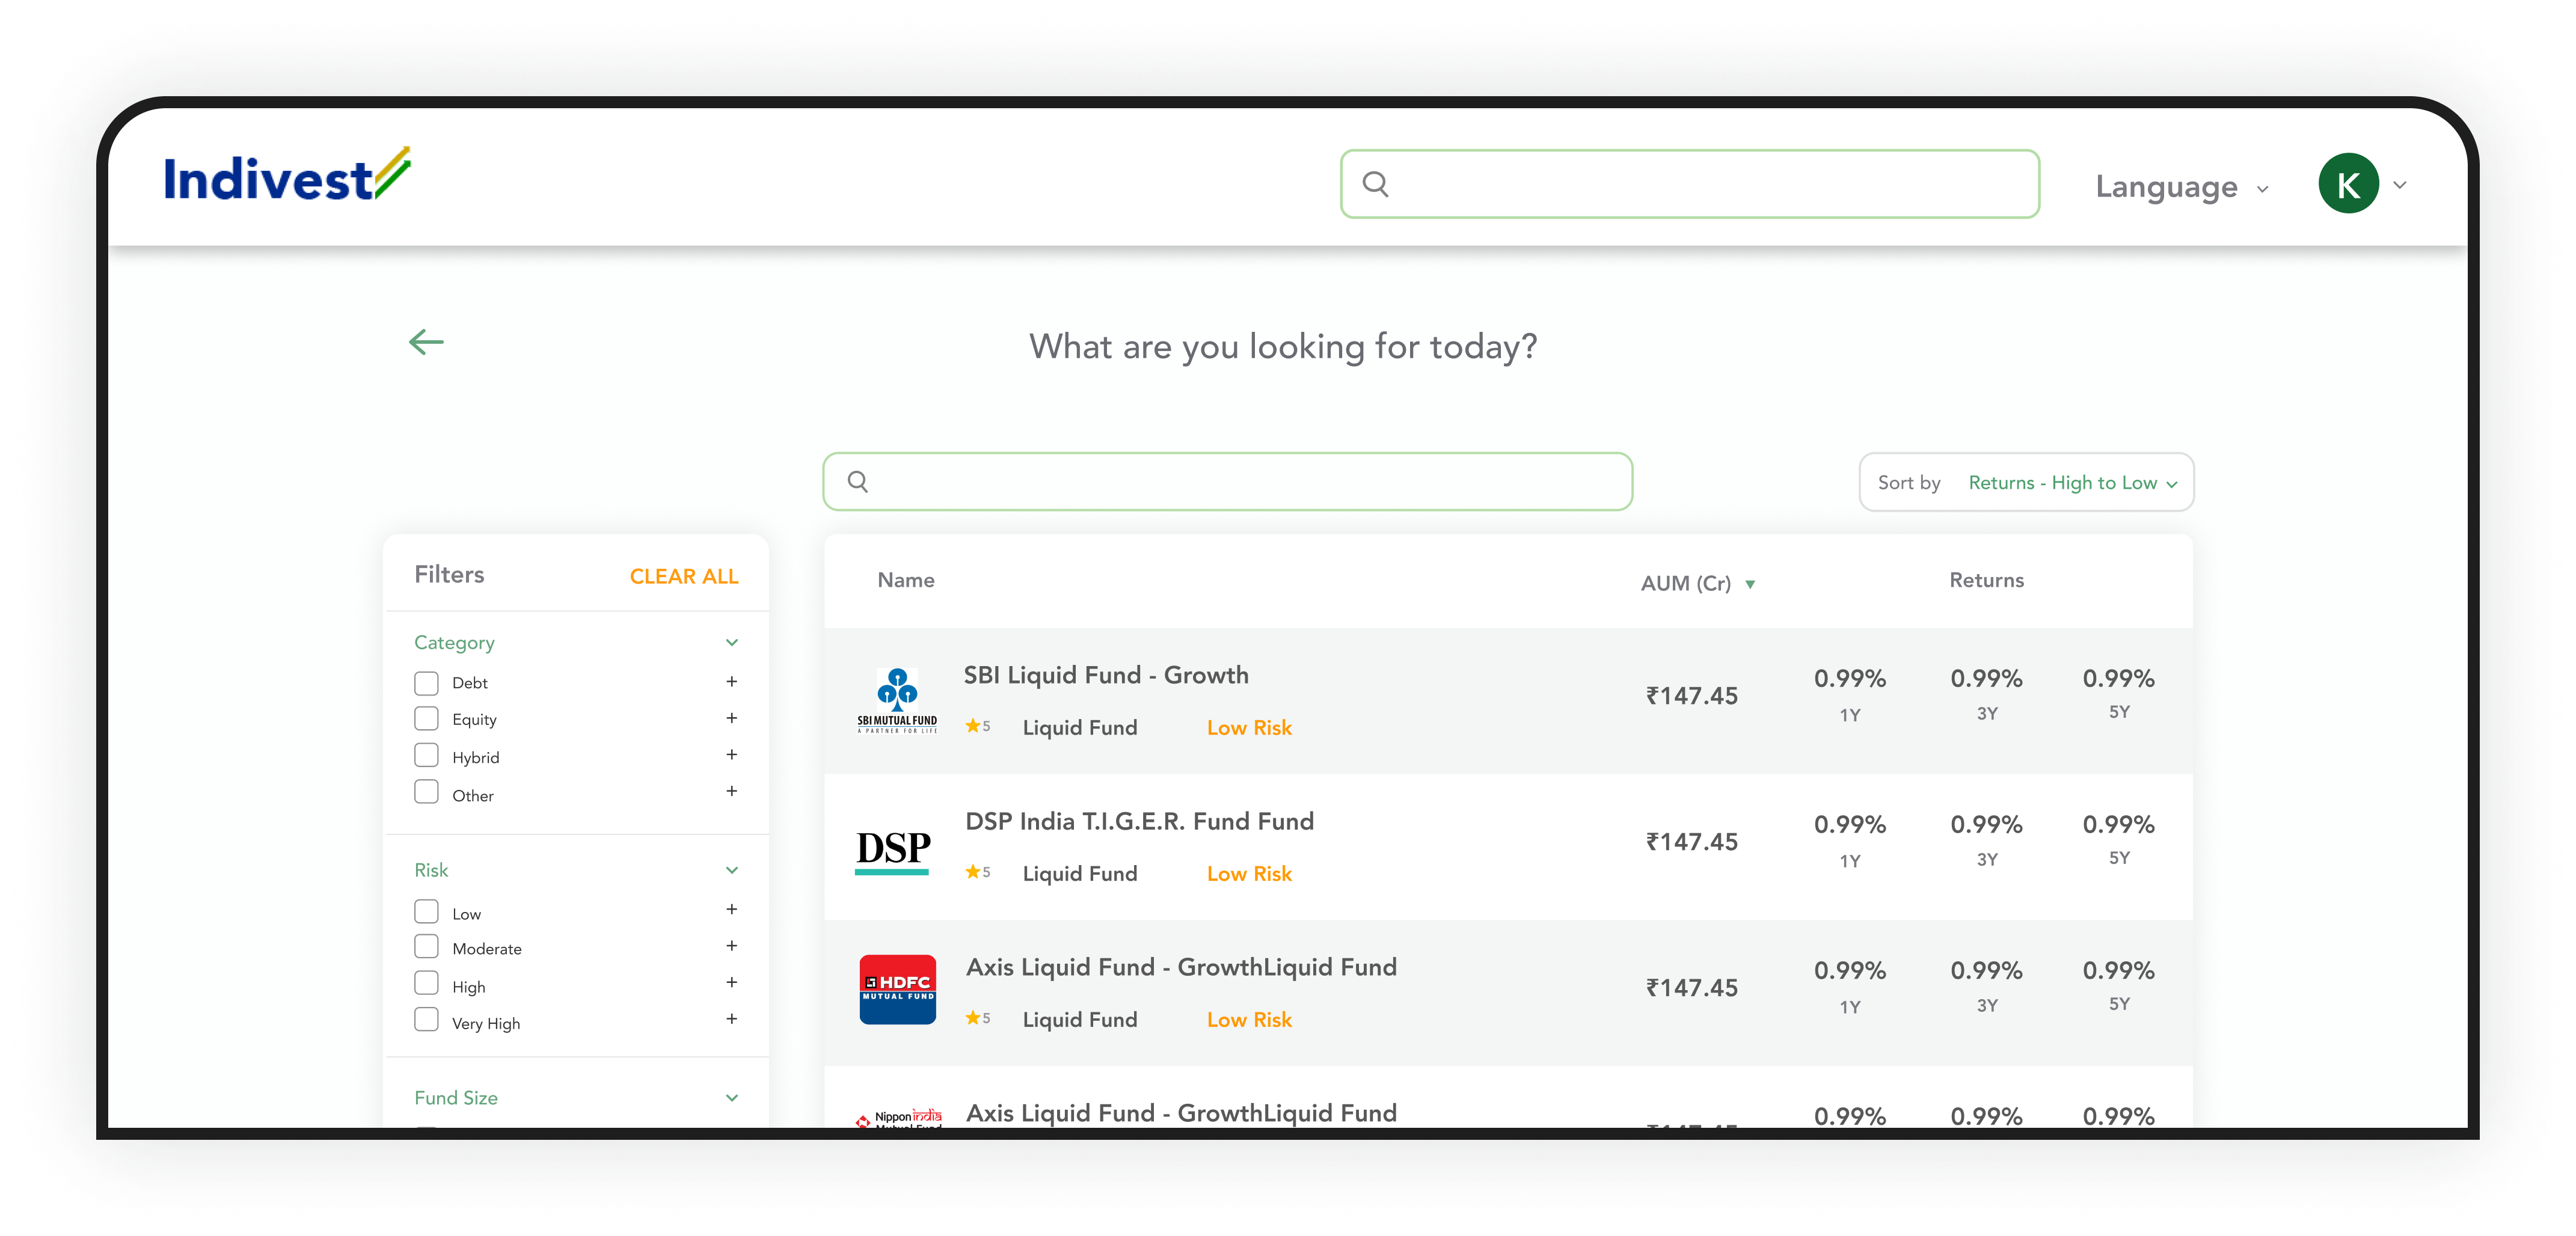 Indivest
Language
K
What are you looking for today?
Sort by Returns - High to Low
Filters CLEAR ALL
Category
Debt +
Equity +
Hybrid +
Other +
Risk
Low +
Moderate +
High +
Very High +
Fund Size
Name AUM (Cr) ▼ Returns
SBI MUTUAL FUND
A PARTNER FOR LIFE
SBI Liquid Fund - Growth
5 Liquid Fund Low Risk
₹147.45
0.99% 0.99% 0.99%
1Y 3Y 5Y
DSP
DSP India T.I.G.E.R. Fund Fund
5 Liquid Fund Low Risk
₹147.45
0.99% 0.99% 0.99%
1Y 3Y 5Y
HDFC
MUTUAL FUND
Axis Liquid Fund - GrowthLiquid Fund
5 Liquid Fund Low Risk
₹147.45
0.99% 0.99% 0.99%
1Y 3Y 5Y
Nippon india
Mutual Fund
Axis Liquid Fund - GrowthLiquid Fund
0.99% 0.99% 0.99%